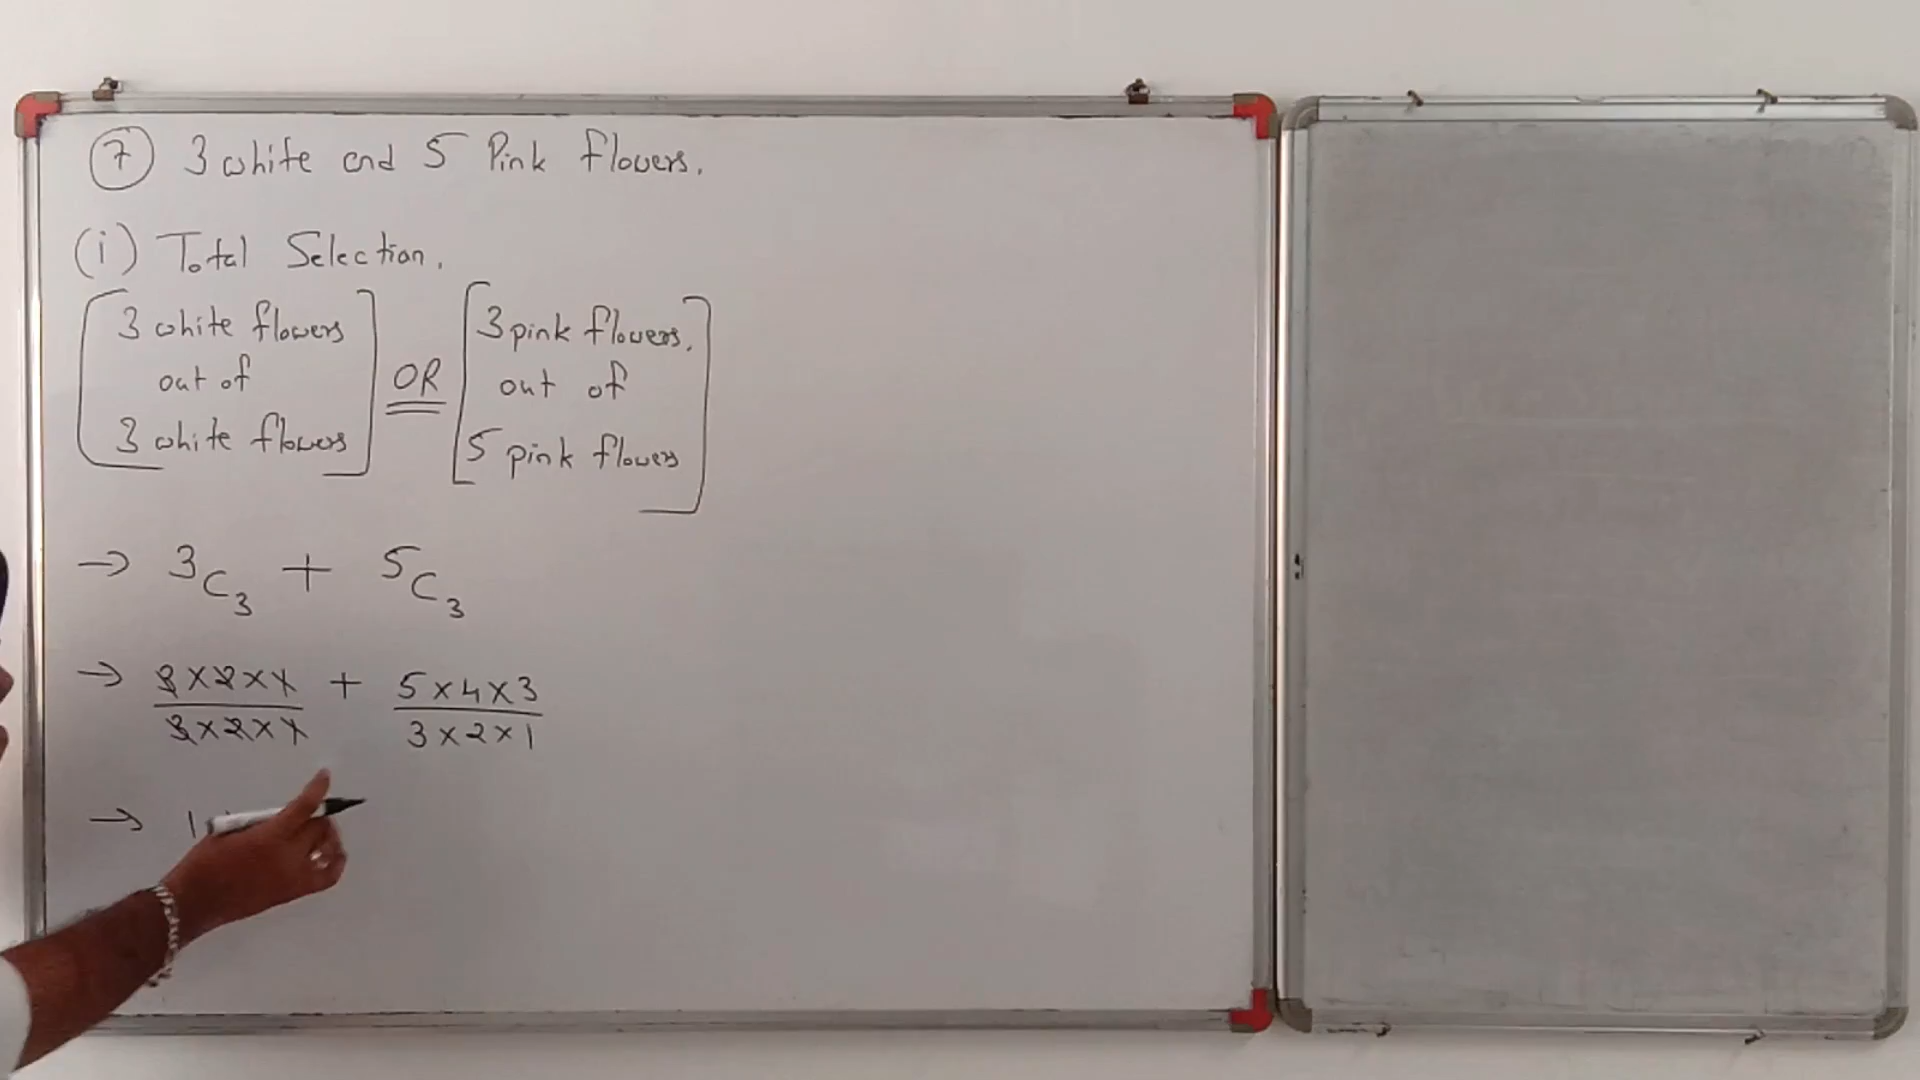 7 3 white and 5 Pink flowers.
(i) Total Selection.
3 white flowers out of 3 white flowers
OR
3 pink flowers. out of 5 pink flowers
→ 3C3 + 5C3
→ 3×2×1 / 3×2×1 + 5×4×3 / 3×2×1
→ 1